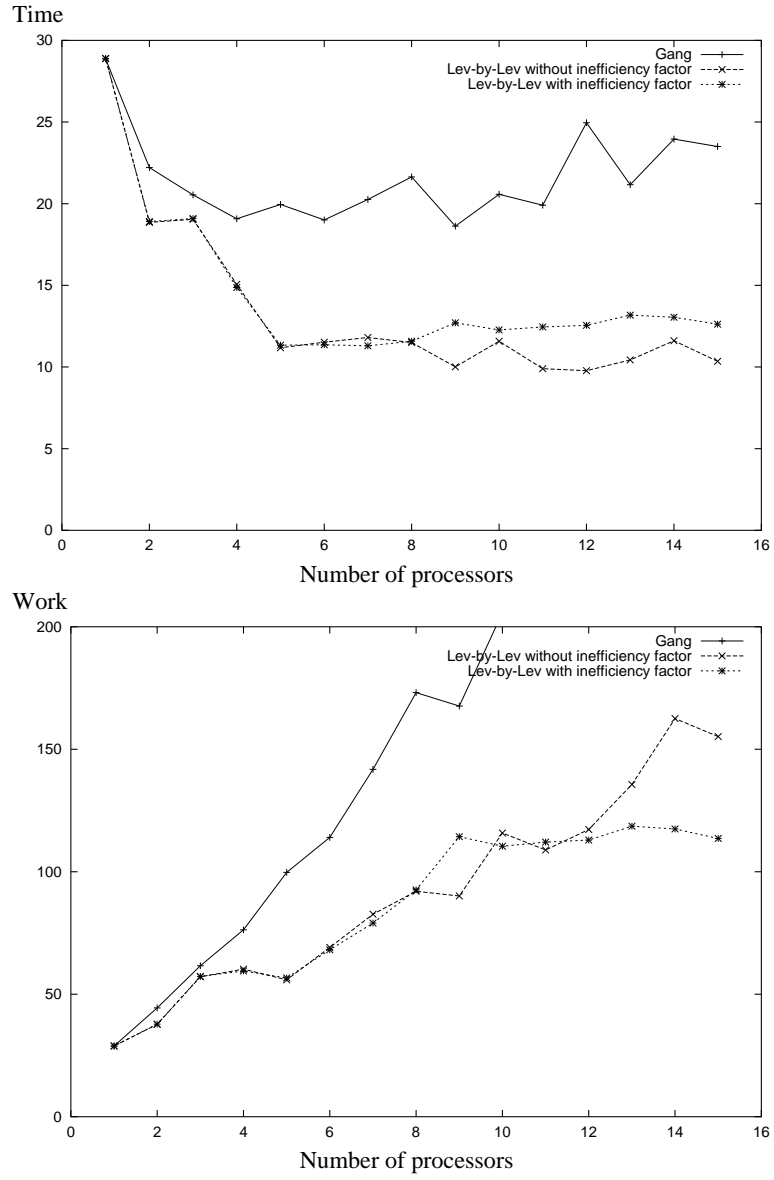 Time
30
25
20
15
10
5
0
Gang
Lev-by-Lev without inefficiency factor
Lev-by-Lev with inefficiency factor
0 2 4 6 8 10 12 14 16
Number of processors
Work
200
150
100
50
0
Gang
Lev-by-Lev without inefficiency factor
Lev-by-Lev with inefficiency factor
0 2 4 6 8 10 12 14 16
Number of processors